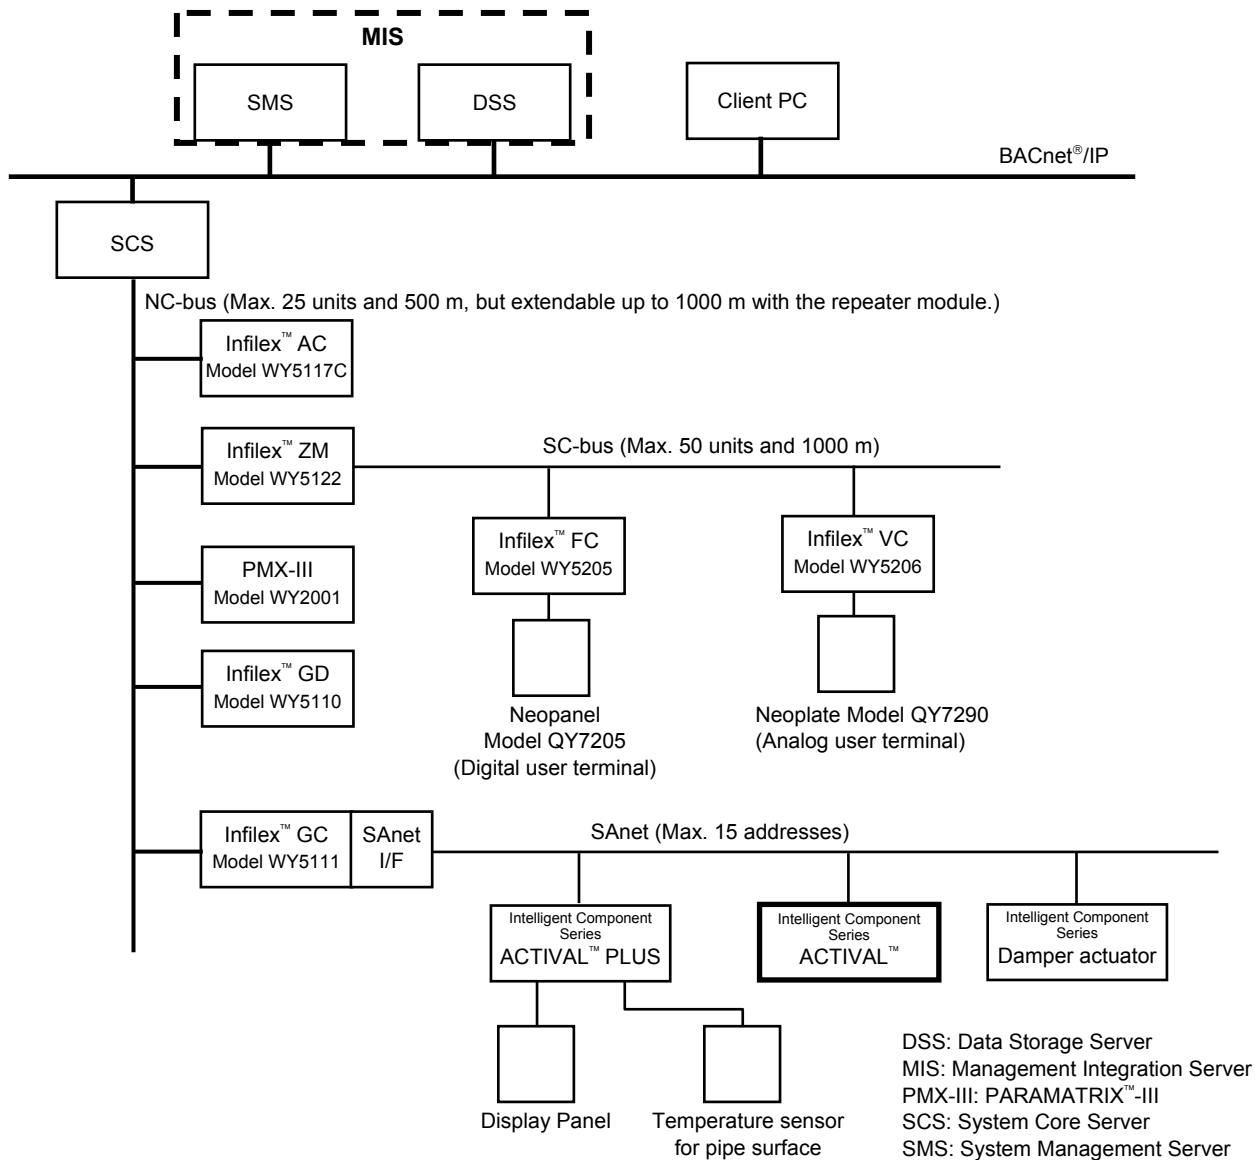 MIS
SMS
DSS
Client PC
BACnet®/IP
SCS
NC-bus (Max. 25 units and 500 m, but extendable up to 1000 m with the repeater module.)
Infilex™ AC
Model WY5117C
Infilex™ ZM
Model WY5122
SC-bus (Max. 50 units and 1000 m)
Infilex™ FC
Model WY5205
Infilex™ VC
Model WY5206
PMX-III
Model WY2001
Infilex™ GD
Model WY5110
Neopanel
Model QY7205
(Digital user terminal)
Neoplate Model QY7290
(Analog user terminal)
Infilex™ GC
Model WY5111
SAnet
I/F
SAnet (Max. 15 addresses)
Intelligent Component
Series
ACTIVAL™ PLUS
Intelligent Component
Series
ACTIVAL™
Intelligent Component
Series
Damper actuator
Display Panel
Temperature sensor
for pipe surface
DSS: Data Storage Server
MIS: Management Integration Server
PMX-III: PARAMATRIX™-III
SCS: System Core Server
SMS: System Management Server